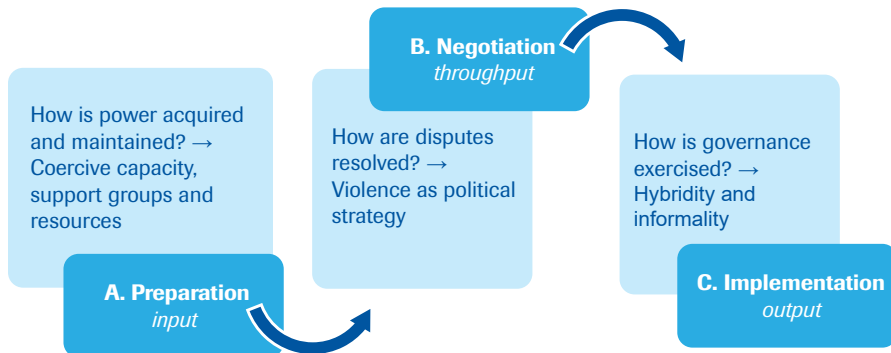 How is power acquired
and maintained? →
Coercive capacity,
support groups and
resources
A. Preparation
input
B. Negotiation
throughput
How are disputes
resolved? →
Violence as political
strategy
How is governance
exercised? →
Hybridity and
informality
C. Implementation
output